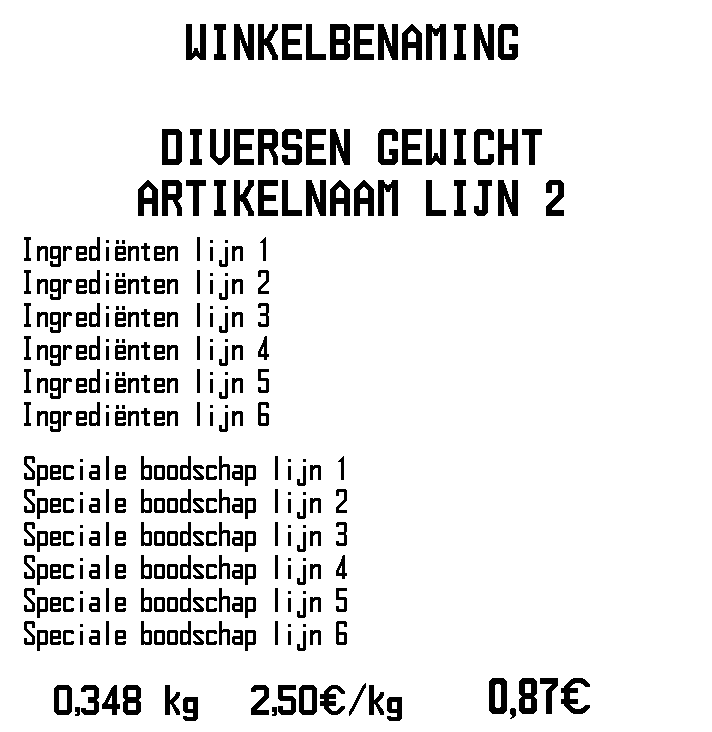 WINKELBENAMING
DIVERSEN GEWICHT
ARTIKELNAAM LIJN 2
Ingrediënten lijn 1
Ingrediënten lijn 2
Ingrediënten lijn 3
Ingrediënten lijn 4
Ingrediënten lijn 5
Ingrediënten lijn 6
Speciale boodschap lijn 1
Speciale boodschap lijn 2
Speciale boodschap lijn 3
Speciale boodschap lijn 4
Speciale boodschap lijn 5
Speciale boodschap lijn 6
0,348 kg 2,50€/kg 0,87€